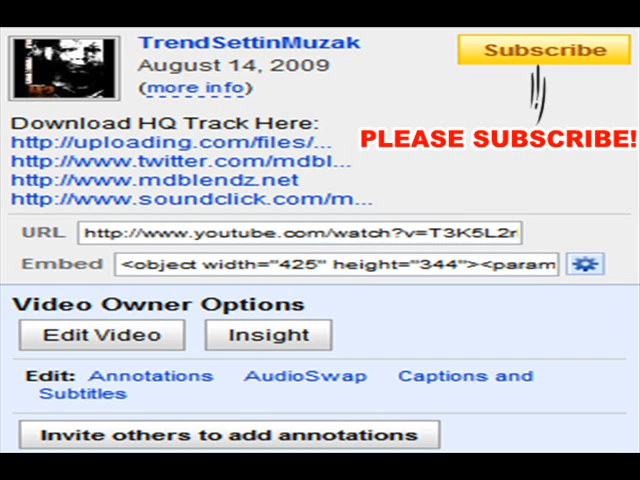 TrendSettinMuzak
August 14, 2009
(more info)
Subscribe
PLEASE SUBSCRIBE!
Download HQ Track Here:
http://uploading.com/files/...
http://www.twitter.com/mdbl...
http://www.mdblendz.net
http://www.soundclick.com/m...
URL http://www.youtube.com/watch?v=T3K5L2r
Embed <object width="425" height="344"><param
Video Owner Options
Edit Video Insight
Edit: Annotations AudioSwap Captions and
Subtitles
Invite others to add annotations